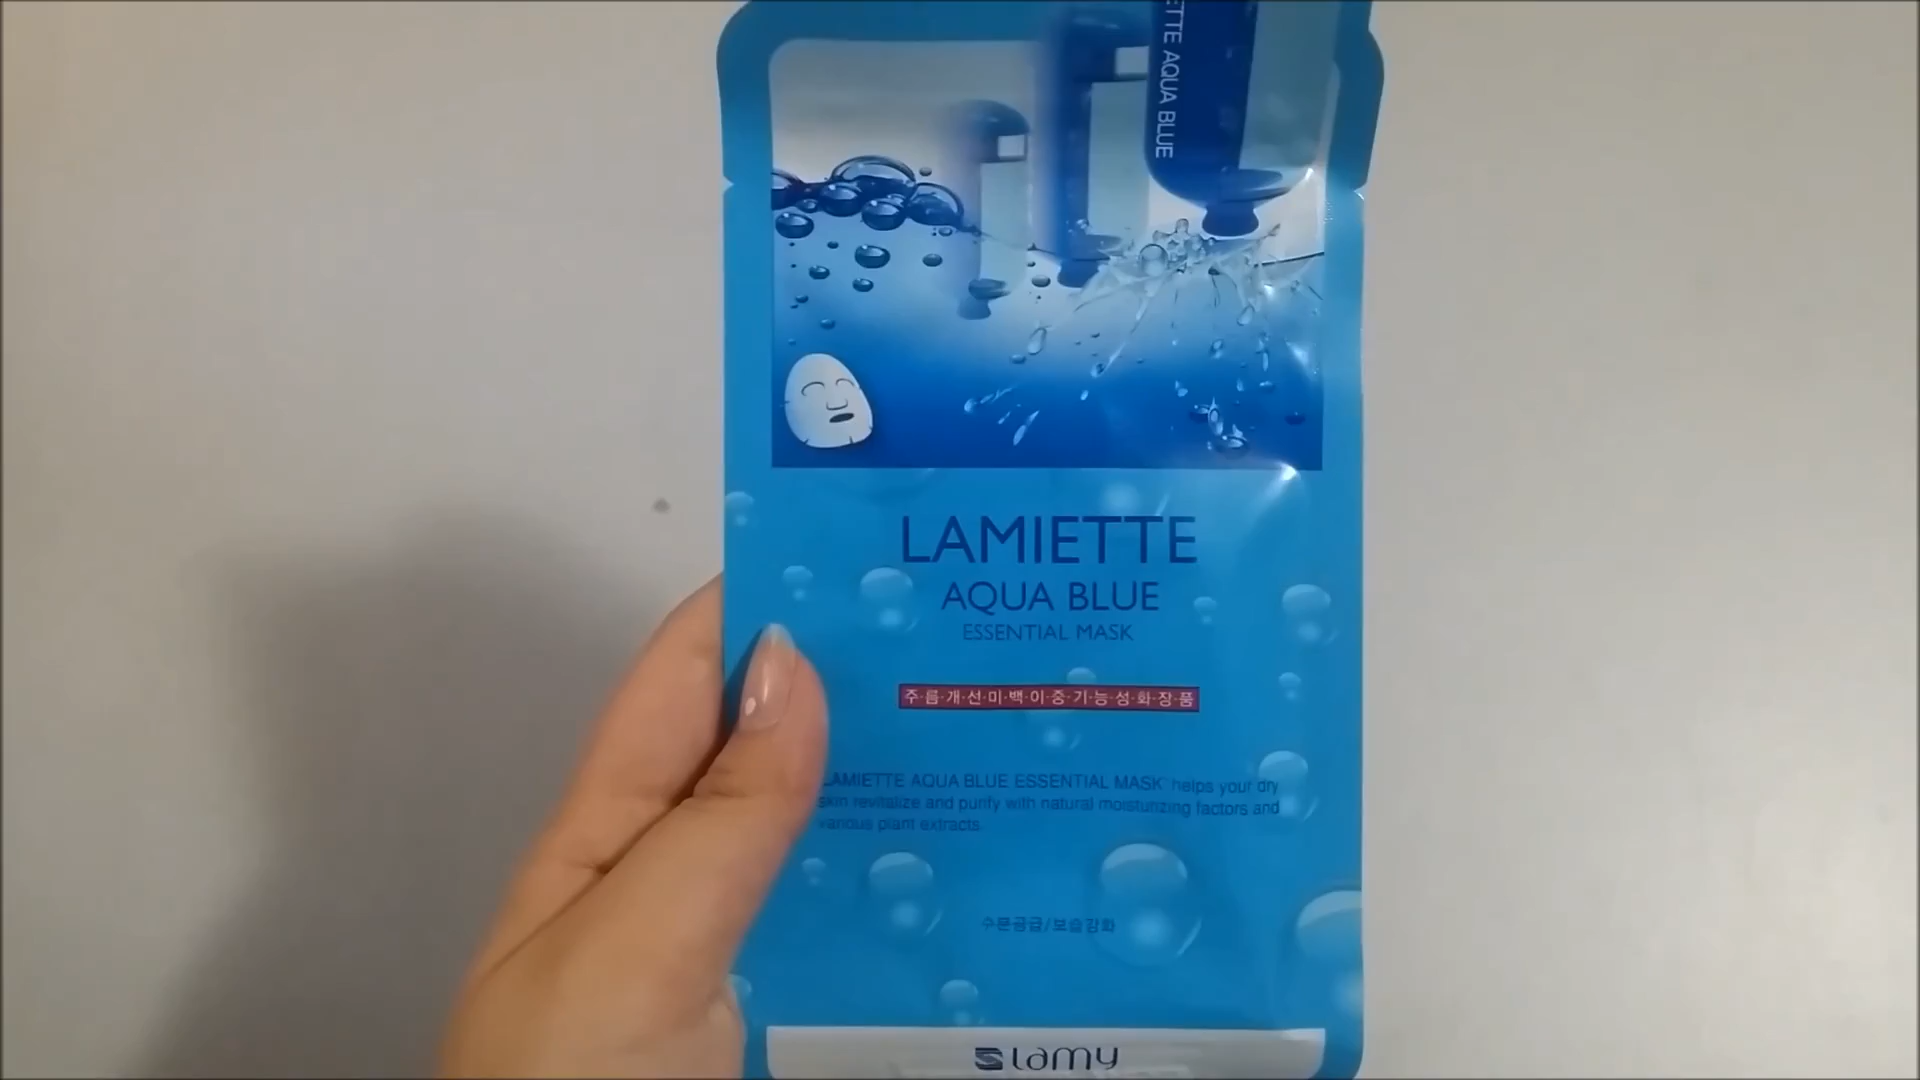 TTE AQUA BLUE
LAMIETTE
AQUA BLUE
ESSENTIAL MASK
주·름·개·선·미·백·이·중·기·능·성·화·장·품
LAMIETTE AQUA BLUE ESSENTIAL MASK helps your dry
skin revitalize and purify with natural moisturizing factors and
various plant extracts.
수분공급/보습강화
lamy